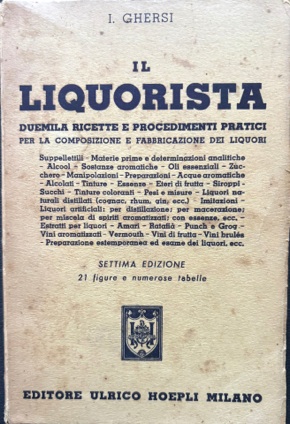 I. GHERSI
IL
LIQUORISTA
DUEMILA RICETTE E PROCEDIMENTI PRATICI
PER LA COMPOSIZIONE E FABBRICAZIONE DEI LIQUORI
Suppellettili - Materie prime e determinazioni analitiche
- Alcool - Sostanze aromatiche - Oli essenziali - Zuc-
chero - Manipolazioni - Preparazioni - Acque aromatiche
- Alcolati - Tinture - Essenze - Eteri di frutta - Siroppi -
Succhi - Tinture coloranti - Pesi e misure - Liquori na-
turali distillati (cognac, rhum, gin; ecc.) - Imitazioni -
Liquori artificiali: per distillazione; per macerazione;
per miscela di spiriti aromatizzati; con essenze, ecc. -
Estratti per liquori - Amari - Ratafià - Punch e Grog -
Vini aromatizzati - Vermouth - Vini di frutta - Vini brulés
- Preparazione estemporanea ed esame dei liquori, ecc.
SETTIMA EDIZIONE
21 figure e numerose tabelle
EDITORE ULRICO HOEPLI MILANO